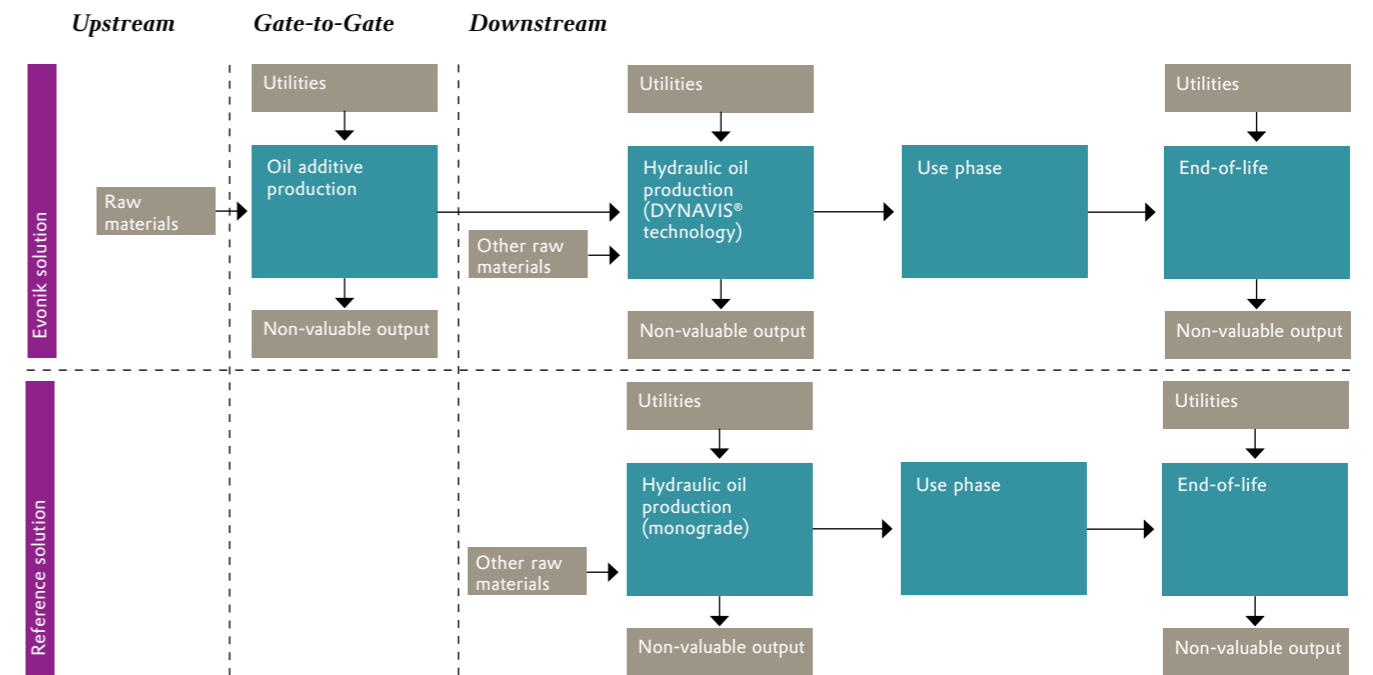 Upstream
Gate-to-Gate
Downstream
Evonik solution
Utilities
Utilities
Utilities
Oil additive
production
Hydraulic oil
production
(DYNAVIS®
technology)
Use phase
End-of-life
Raw
materials
Other raw
materials
Non-valuable output
Non-valuable output
Non-valuable output
Reference solution
Utilities
Utilities
Hydraulic oil
production
(monograde)
Use phase
End-of-life
Other raw
materials
Non-valuable output
Non-valuable output